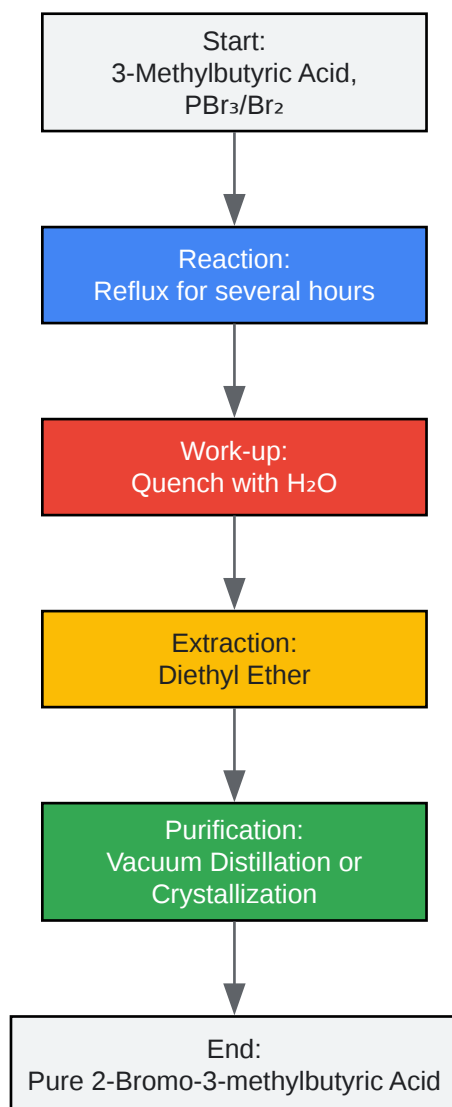 Start:
3-Methylbutyric Acid,
PBr₃/Br₂
Reaction:
Reflux for several hours
Work-up:
Quench with H₂O
Extraction:
Diethyl Ether
Purification:
Vacuum Distillation or
Crystallization
End:
Pure 2-Bromo-3-methylbutyric Acid